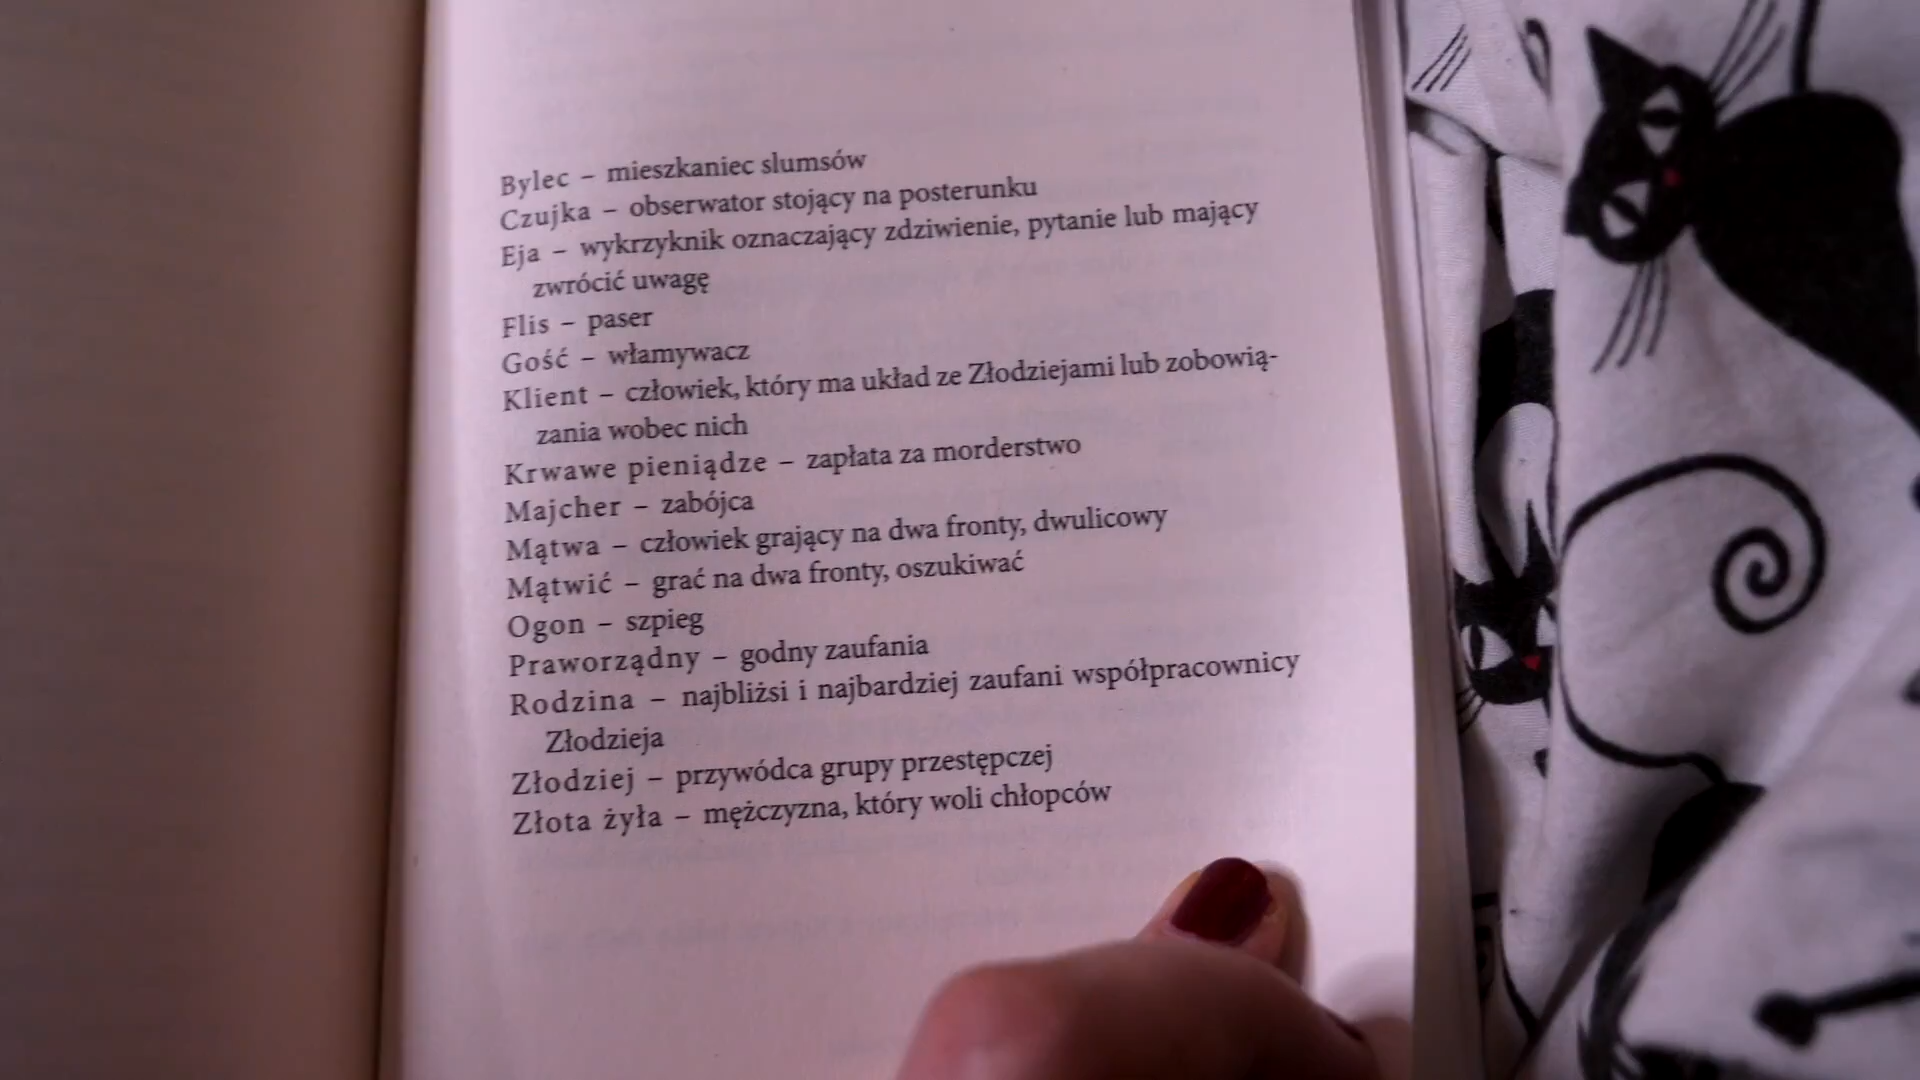 Bylec – mieszkaniec slumsów
Czujka – obserwator stojący na posterunku
Eja – wykrzyknik oznaczający zdziwienie, pytanie lub mający
zwrócić uwagę
Flis – paser
Gość – włamywacz
Klient – człowiek, który ma układ ze Złodziejami lub zobowią-
zania wobec nich
Krwawe pieniądze – zapłata za morderstwo
Majcher – zabójca
Mątwa – człowiek grający na dwa fronty, dwulicowy
Mątwić – grać na dwa fronty, oszukiwać
Ogon – szpieg
Praworządny – godny zaufania
Rodzina – najbliżsi i najbardziej zaufani współpracownicy
Złodzieja
Złodziej – przywódca grupy przestępczej
Złota żyła – mężczyzna, który woli chłopców